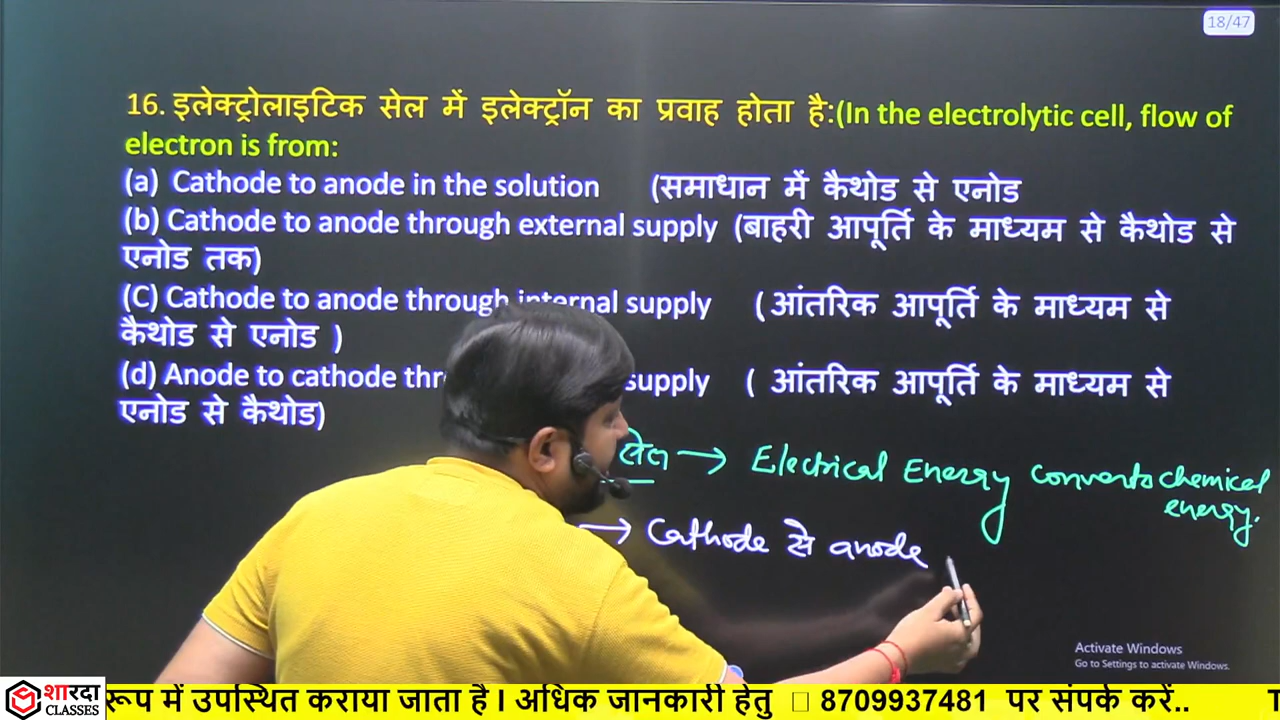 18/47
16. इलेक्ट्रोलाइटिक सेल में इलेक्ट्रॉन का प्रवाह होता है:(In the electrolytic cell, flow of
electron is from:
(a) Cathode to anode in the solution (समाधान में कैथोड से एनोड
(b) Cathode to anode through external supply (बाहरी आपूर्ति के माध्यम से कैथोड से
एनोड तक)
(C) Cathode to anode through internal supply ( आंतरिक आपूर्ति के माध्यम से
कैथोड से एनोड )
(d) Anode to cathode supply ( आंतरिक आपूर्ति के माध्यम से
एनोड से कैथोड)
सेल → Electrical Energy convert to chemical
energy.
→ Cathode से anode
Activate Windows
Go to Settings to activate Windows.
शारदा
CLASSES
रूप में उपस्थित कराया जाता है l अधिक जानकारी हेतु 8709937481 पर संपर्क करें..